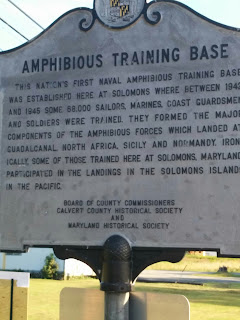 AMPHIBIOUS TRAINING BASE
THIS NATION'S FIRST NAVAL AMPHIBIOUS TRAINING BASE
WAS ESTABLISHED HERE AT SOLOMONS WHERE BETWEEN 1942
AND 1945 SOME 68,000 SAILORS, MARINES, COAST GUARDSMEN
AND SOLDIERS WERE TRAINED. THEY FORMED THE MAJOR
COMPONENTS OF THE AMPHIBIOUS FORCES WHICH LANDED AT
GUADALCANAL, NORTH AFRICA, SICILY AND NORMANDY. IRON-
ICALLY, SOME OF THOSE TRAINED HERE AT SOLOMONS, MARYLAND
PARTICIPATED IN THE LANDINGS IN THE SOLOMONS ISLANDS
IN THE PACIFIC.
BOARD OF COUNTY COMMISSIONERS
CALVERT COUNTY HISTORICAL SOCIETY
AND
MARYLAND HISTORICAL SOCIETY